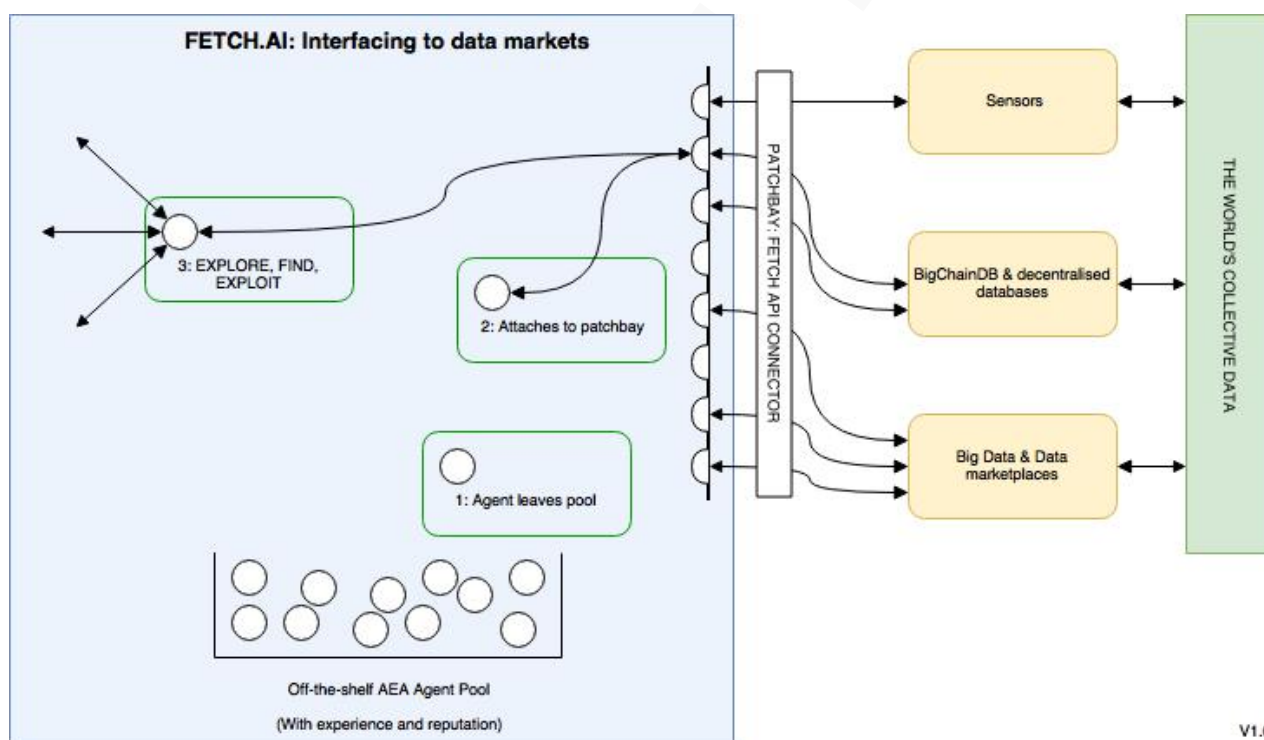 FETCH.AI: Interfacing to data markets
Sensors
3: EXPLORE, FIND,
EXPLOIT
2: Attaches to patchbay
PATCHBAY: FETCH API CONNECTOR
BigChainDB & decentralised
databases
THE WORLD'S COLLECTIVE DATA
1: Agent leaves pool
Big Data & Data
marketplaces
Off-the-shelf AEA Agent Pool
(With experience and reputation)